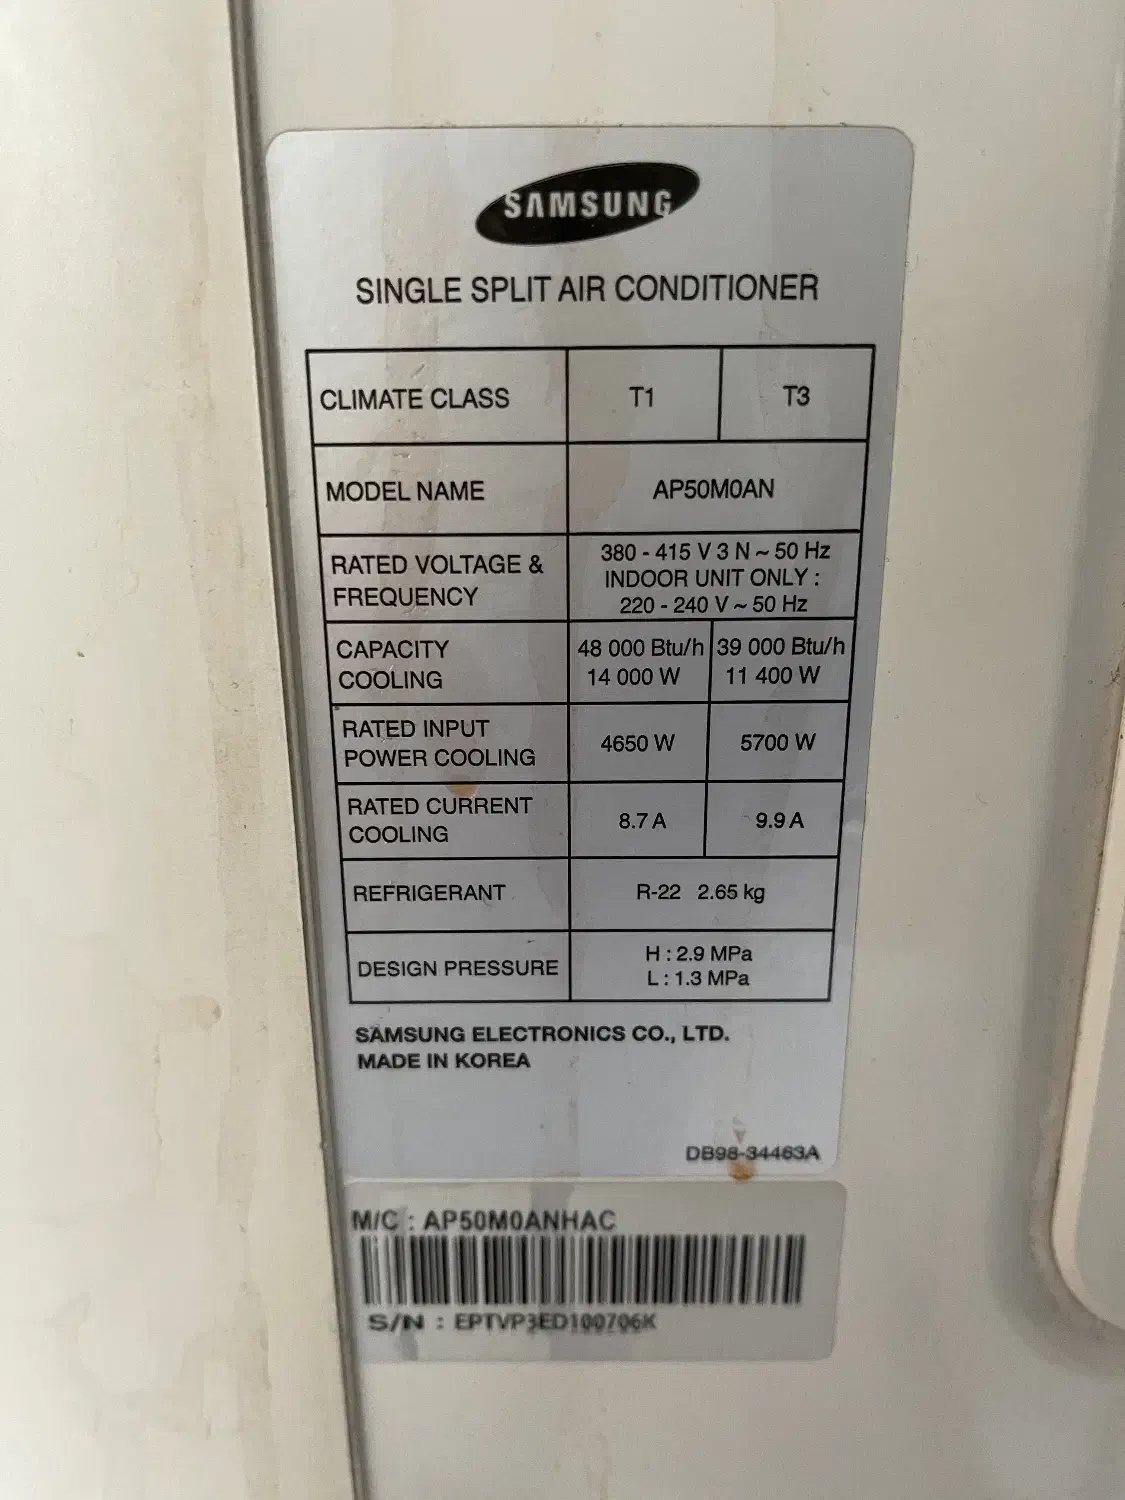 SAMSUNG
SINGLE SPLIT AIR CONDITIONER
CLIMATE CLASS T1 T3
MODEL NAME AP50M0AN
RATED VOLTAGE & FREQUENCY
380 - 415 V 3 N ~ 50 Hz
INDOOR UNIT ONLY :
220 - 240 V ~ 50 Hz
CAPACITY COOLING
48 000 Btu/h 39 000 Btu/h
14 000 W 11 400 W
RATED INPUT
POWER COOLING 4650 W 5700 W
RATED CURRENT
COOLING 8.7 A 9.9 A
REFRIGERANT R-22 2.65 kg
DESIGN PRESSURE
H : 2.9 MPa
L : 1.3 MPa
SAMSUNG ELECTRONICS CO., LTD.
MADE IN KOREA
DB98-34463A
M/C : AP50M0ANHAC
S/N : EPTVP3ED100706K